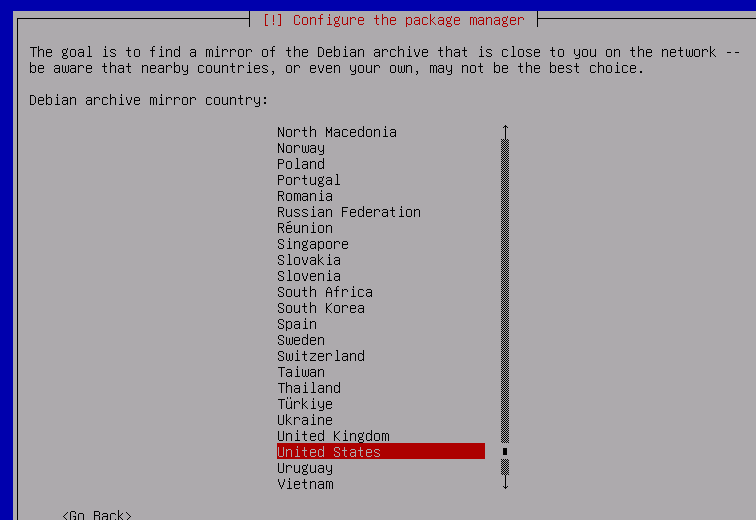 [!] Configure the package manager
The goal is to find a mirror of the Debian archive that is close to you on the network --
be aware that nearby countries, or even your own, may not be the best choice.
Debian archive mirror country:
North Macedonia
Norway
Poland
Portugal
Romania
Russian Federation
Réunion
Singapore
Slovakia
Slovenia
South Africa
South Korea
Spain
Sweden
Switzerland
Taiwan
Thailand
Türkiye
Ukraine
United Kingdom
United States
Uruguay
Vietnam
<Go Back>